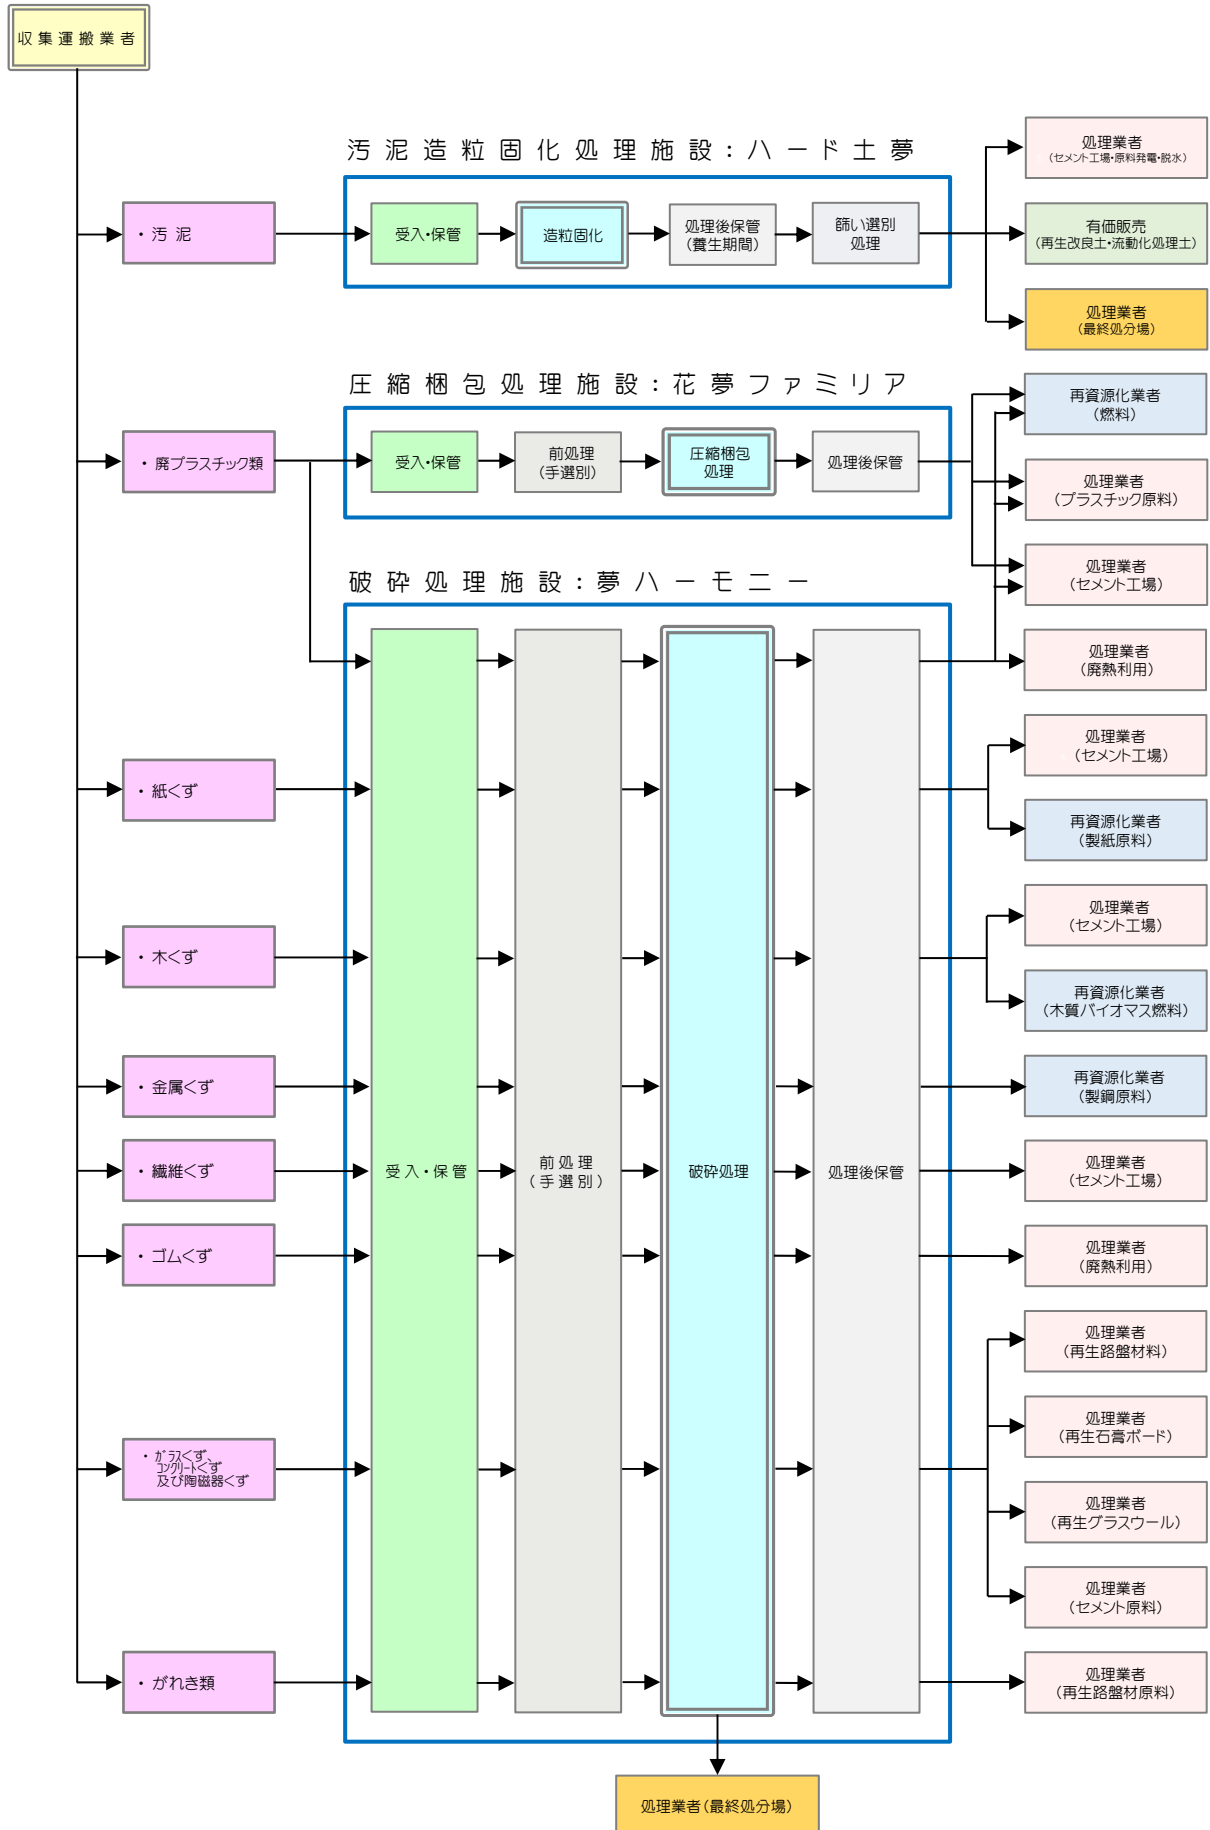 収集運搬業者
汚泥造粒固化処理施設:ハード土夢
・汚泥
受入・保管
造粒固化
処理後保管
(養生期間)
篩い選別
処理
処理業者
(セメント工場・原料発電・脱水)
有価販売
(再生改良土・流動化処理土)
処理業者
(最終処分場)
圧縮梱包処理施設:花夢ファミリア
・廃プラスチック類
受入・保管
前処理
(手選別)
圧縮梱包
処理
処理後保管
再資源化業者
(燃料)
処理業者
(プラスチック原料)
処理業者
(セメント工場)
破砕処理施設:夢ハーモニー
処理業者
(廃熱利用)
・紙くず
処理業者
(セメント工場)
再資源化業者
(製紙原料)
・木くず
処理業者
(セメント工場)
再資源化業者
(木質バイオマス燃料)
・金属くず
再資源化業者
(製鋼原料)
・繊維くず
受入・保管
前処理
(手選別)
破砕処理
処理後保管
処理業者
(セメント工場)
・ゴムくず
処理業者
(廃熱利用)
・ガラスくず、
コンクリートくず
及び陶磁器くず
処理業者
(再生路盤材料)
処理業者
(再生石膏ボード)
処理業者
(再生グラスウール)
処理業者
(セメント原料)
・がれき類
処理業者
(再生路盤材原料)
処理業者(最終処分場)